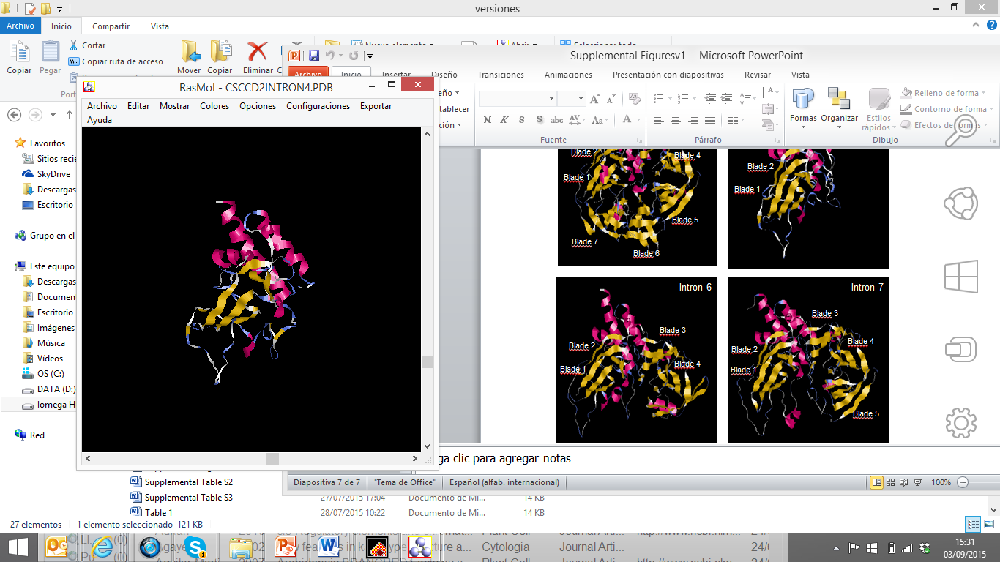 versiones
Archivo
Inicio
Compartir
Vista
Copiar
Pegar
Cortar
Copiar ruta de acceso
Mover
Copiar
Eliminar
Supplemental Figuresv1 - Microsoft PowerPoint
Archivo
Inicio
Insertar
Diseño
Transiciones
Animaciones
Presentación con diapositivas
Revisar
Vista
N K S S abc AV Aa A
Fuente
Párrafo
Formas
Organizar
Estilos
rápidos
Relleno de forma
Contorno de forma
Efectos de formas
Dibujo
RasMol - CSCCD2INTRON4.PDB
Archivo Editar Mostrar Colores Opciones Configuraciones Exportar
Ayuda
Favoritos
Sitios recie
SkyDrive
Descargas
Escritorio
Grupo en el
Este equipo
Descargas
Documen
Escritorio
Imágenes
Música
Vídeos
OS (C:)
DATA (D:)
Iomega H
Red
Blade 2
Blade 4
Blade 1
Blade 5
Blade 7
Blade 6
Blade 2
Blade 1
Intron 6
Blade 3
Blade 2
Blade 4
Blade 1
Intron 7
Blade 3
Blade 4
Blade 2
Blade 1
Blade 5
ga clic para agregar notas
Diapositiva 7 de 7
"Tema de Office"
Español (alfab. internacional)
100%
Supplemental Table S2
Supplemental Table S3
27/07/2015 17:04 Documento de Mi... 14 KB
Table 1
28/07/2015 10:22 Documento de Mi... 14 KB
27 elementos
1 elemento seleccionado 121 KB
Cytologia
Journal Arti...
Plant Cell
Journal Arti...
15:31
03/09/2015